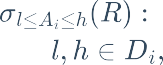 σ_{l≤A_i≤h}(R) :
l, h ∈ D_i,